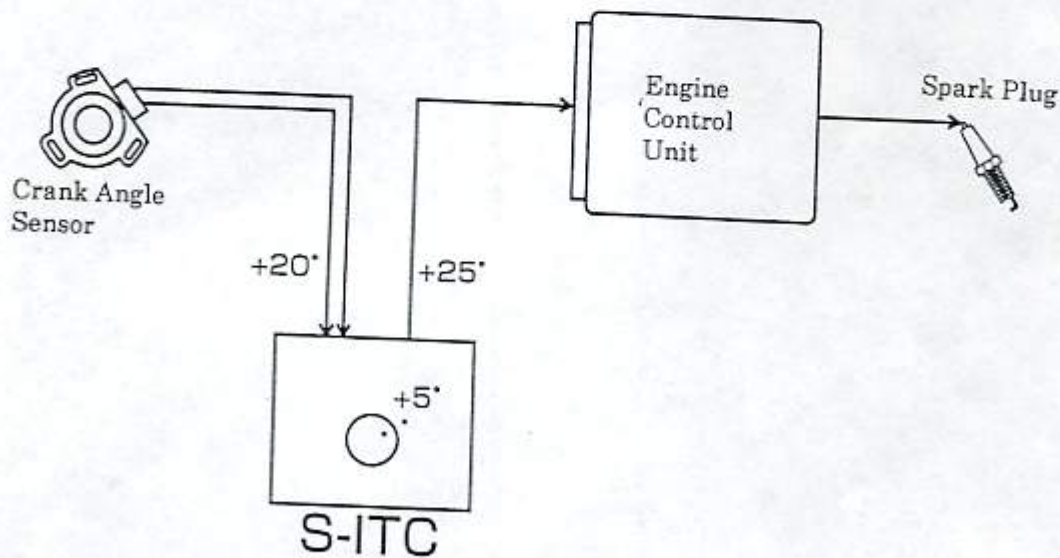 Engine
Control
Unit
Spark Plug
Crank Angle
Sensor
+20°
+25°
+5°
S-ITC